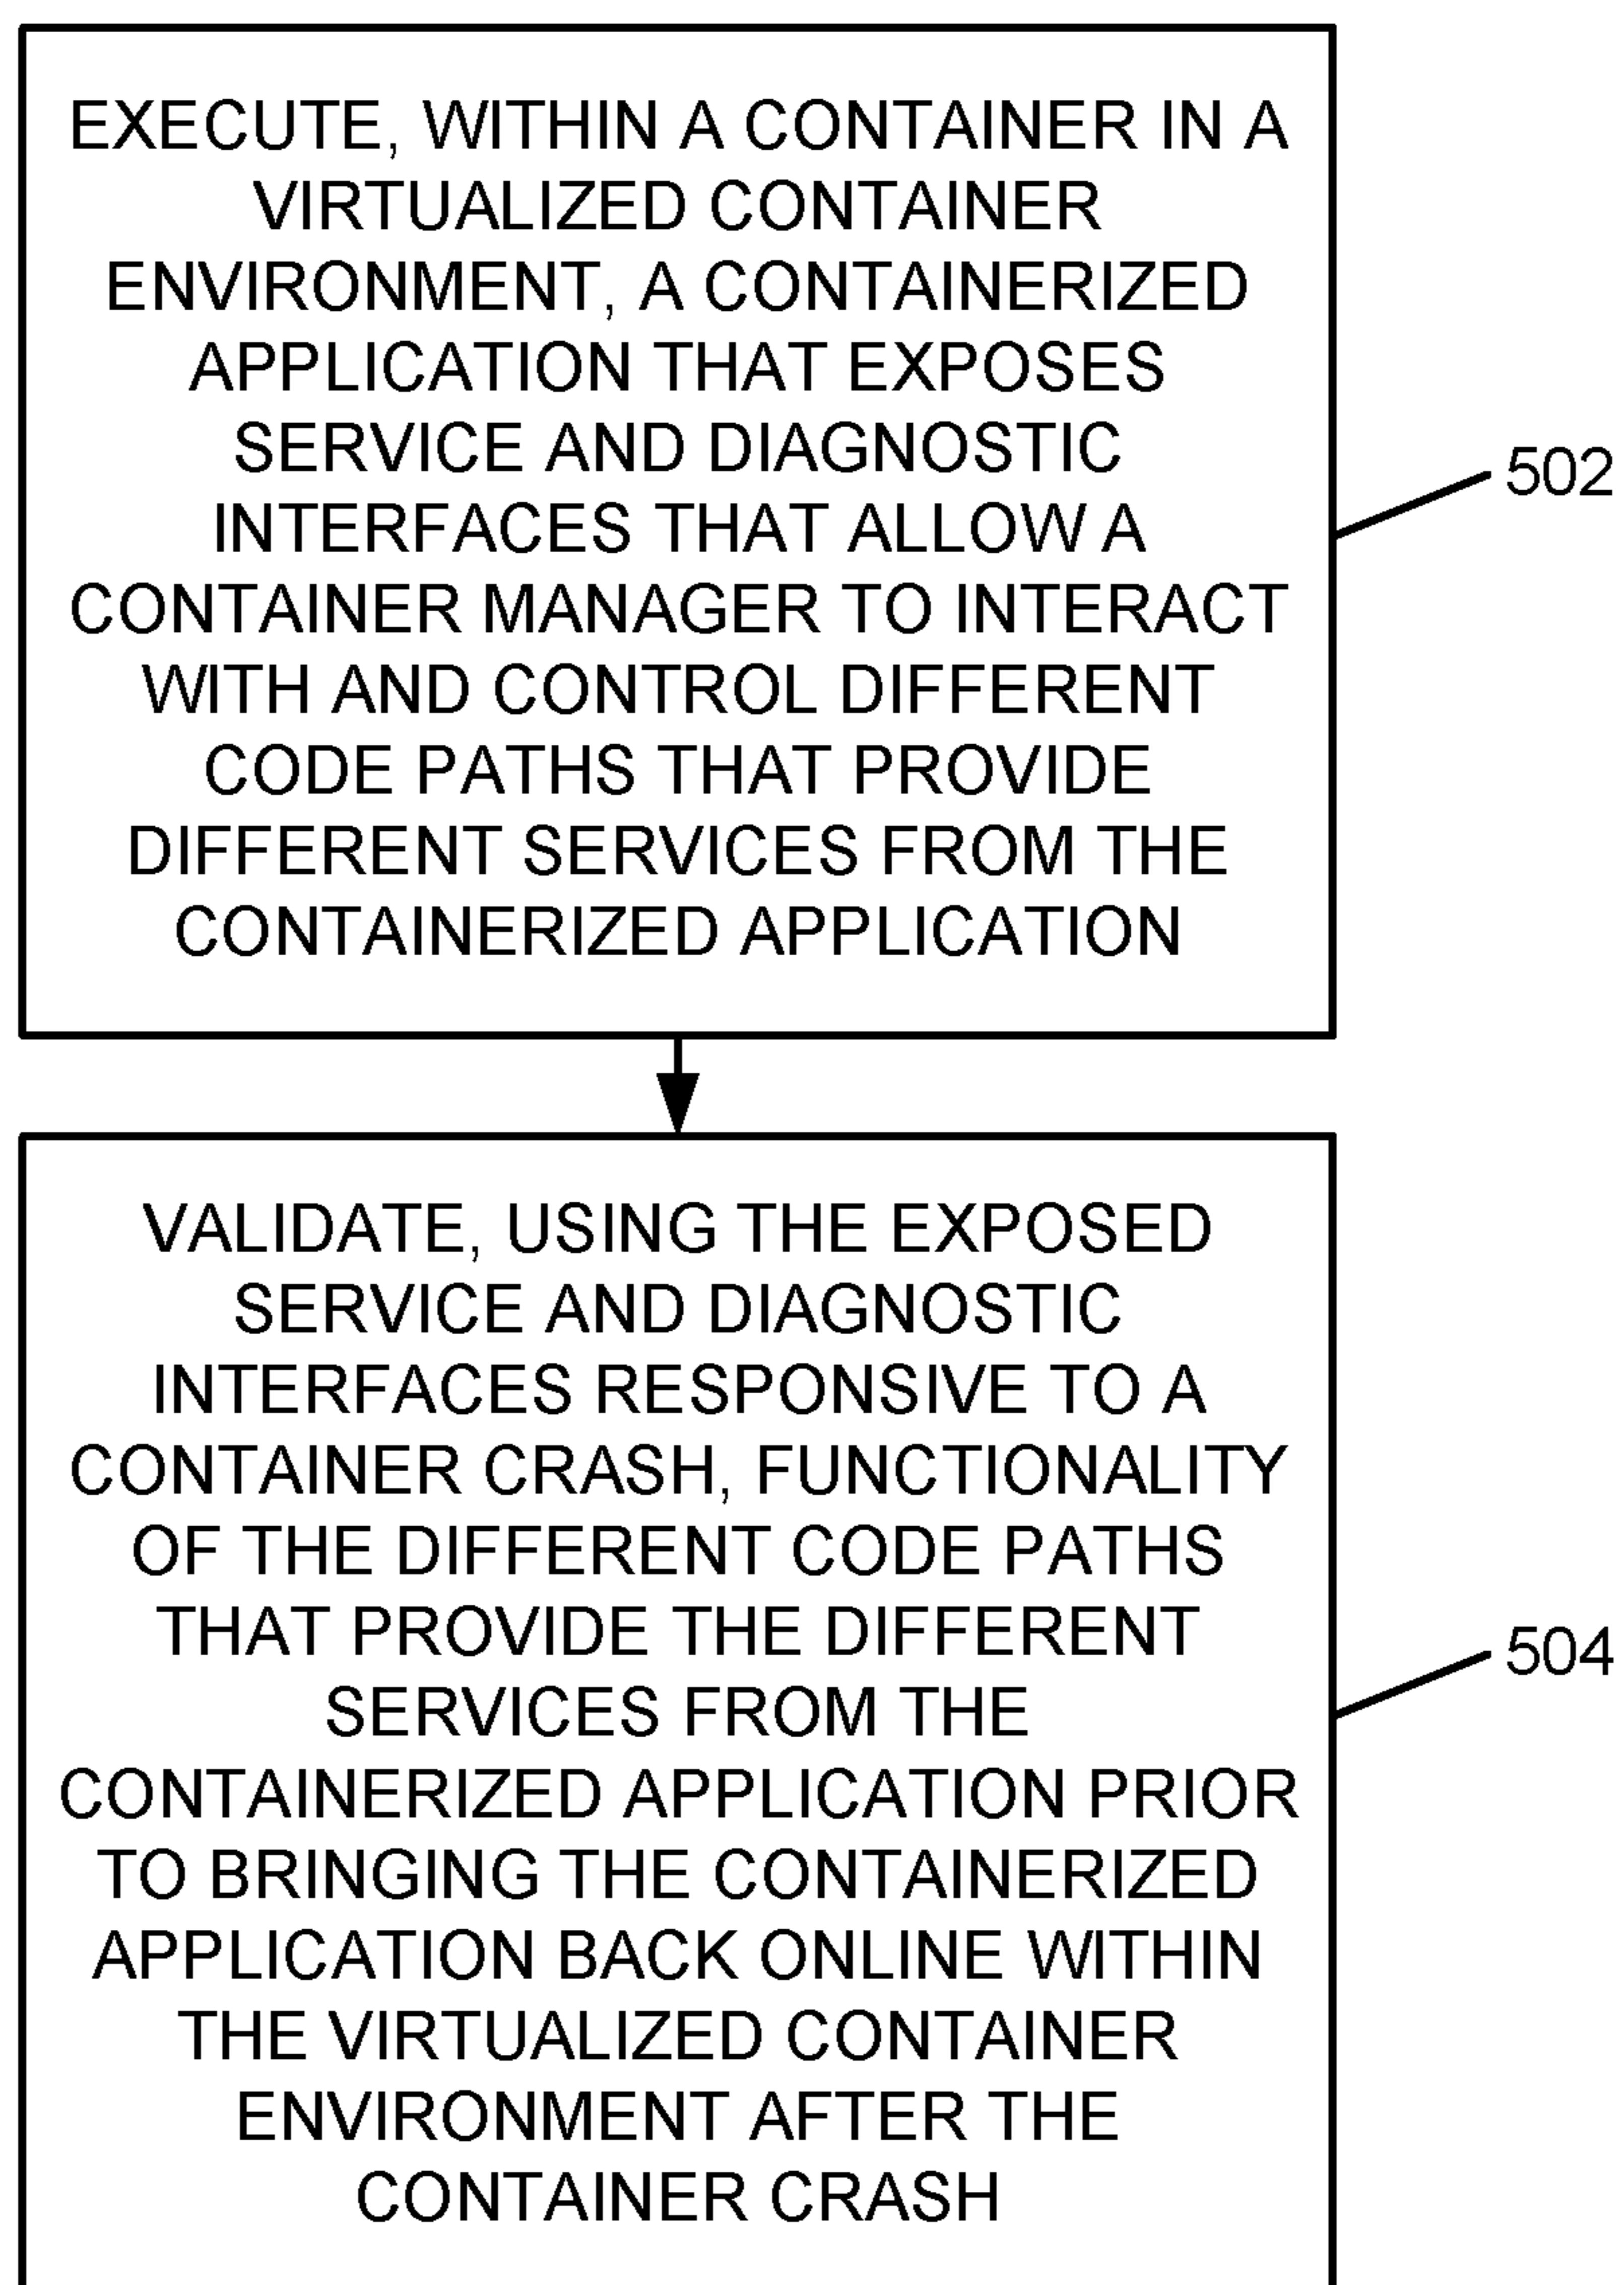 EXECUTE, WITHIN A CONTAINER IN A
VIRTUALIZED CONTAINER
ENVIRONMENT, A CONTAINERIZED
APPLICATION THAT EXPOSES
SERVICE AND DIAGNOSTIC
INTERFACES THAT ALLOW A
CONTAINER MANAGER TO INTERACT
WITH AND CONTROL DIFFERENT
CODE PATHS THAT PROVIDE
DIFFERENT SERVICES FROM THE
CONTAINERIZED APPLICATION
502
VALIDATE, USING THE EXPOSED
SERVICE AND DIAGNOSTIC
INTERFACES RESPONSIVE TO A
CONTAINER CRASH, FUNCTIONALITY
OF THE DIFFERENT CODE PATHS
THAT PROVIDE THE DIFFERENT
SERVICES FROM THE
CONTAINERIZED APPLICATION PRIOR
TO BRINGING THE CONTAINERIZED
APPLICATION BACK ONLINE WITHIN
THE VIRTUALIZED CONTAINER
ENVIRONMENT AFTER THE
CONTAINER CRASH
504